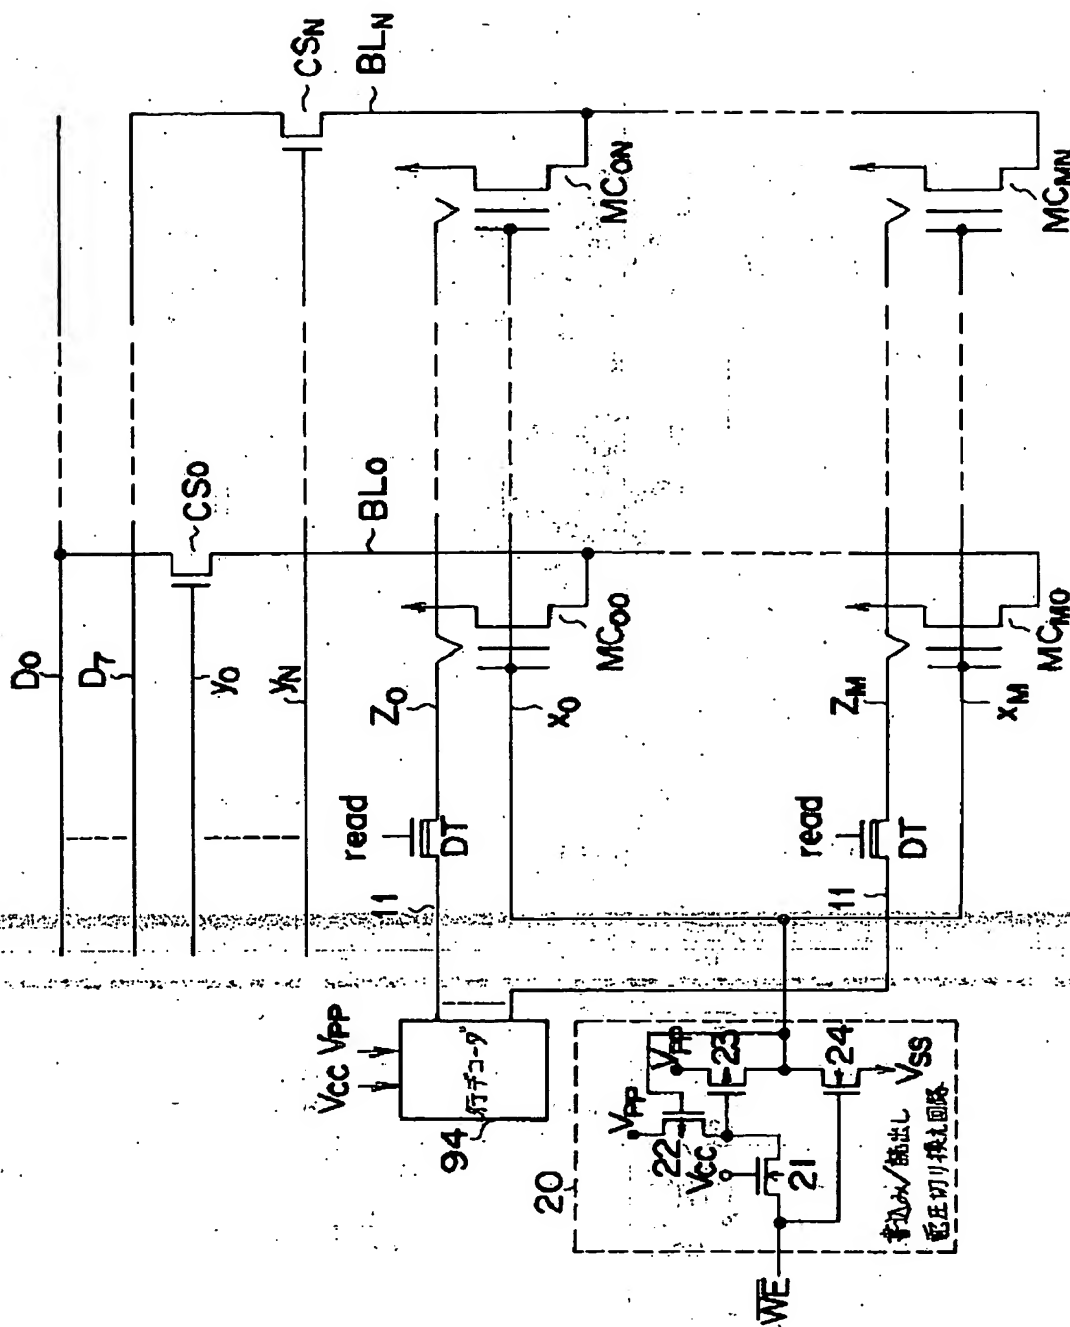 D0
D7
y0
yN
CS0
CSN
BL0
BLN
Z0
x0
MC00
MC0N
ZM
xM
MCM0
MCMN
read
DT
11
read
DT
11
VCC VPP
行デコーダ
94
20
VPP
VPP
22
23
VCC
21
24
VSS
WE
書込み/読出し
電圧切り換え回路